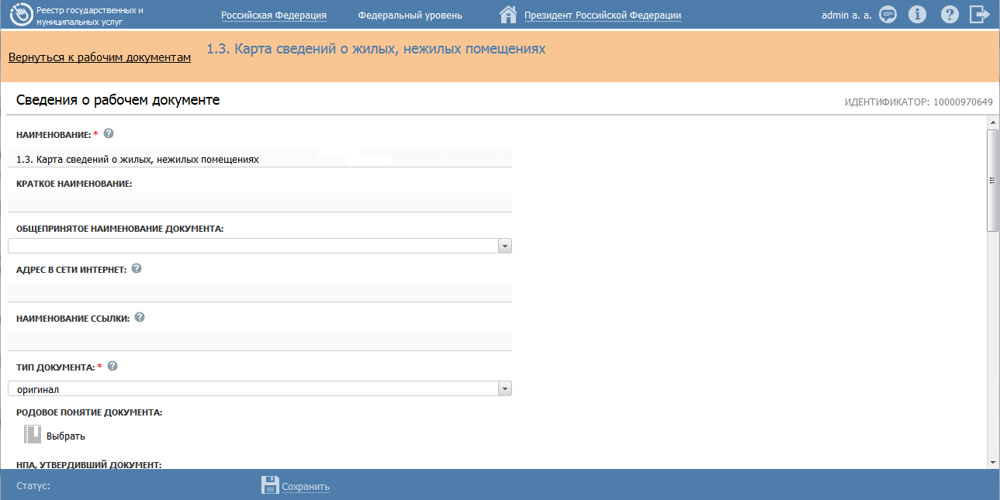 Реестр государственных и
муниципальных услуг
Российская Федерация
Федеральный уровень
Президент Российской Федерации
admin a. a.
Вернуться к рабочим документам
1.3. Карта сведений о жилых, нежилых помещениях
Сведения о рабочем документе
ИДЕНТИФИКАТОР: 10000970649
НАИМЕНОВАНИЕ: *
1.3. Карта сведений о жилых, нежилых помещениях
КРАТКОЕ НАИМЕНОВАНИЕ:
ОБЩЕПРИНЯТОЕ НАИМЕНОВАНИЕ ДОКУМЕНТА:
АДРЕС В СЕТИ ИНТЕРНЕТ:
НАИМЕНОВАНИЕ ССЫЛКИ:
ТИП ДОКУМЕНТА: *
оригинал
РОДОВОЕ ПОНЯТИЕ ДОКУМЕНТА:
Выбрать
НПА, УТВЕРДИВШИЙ ДОКУМЕНТ:
Статус:
Сохранить